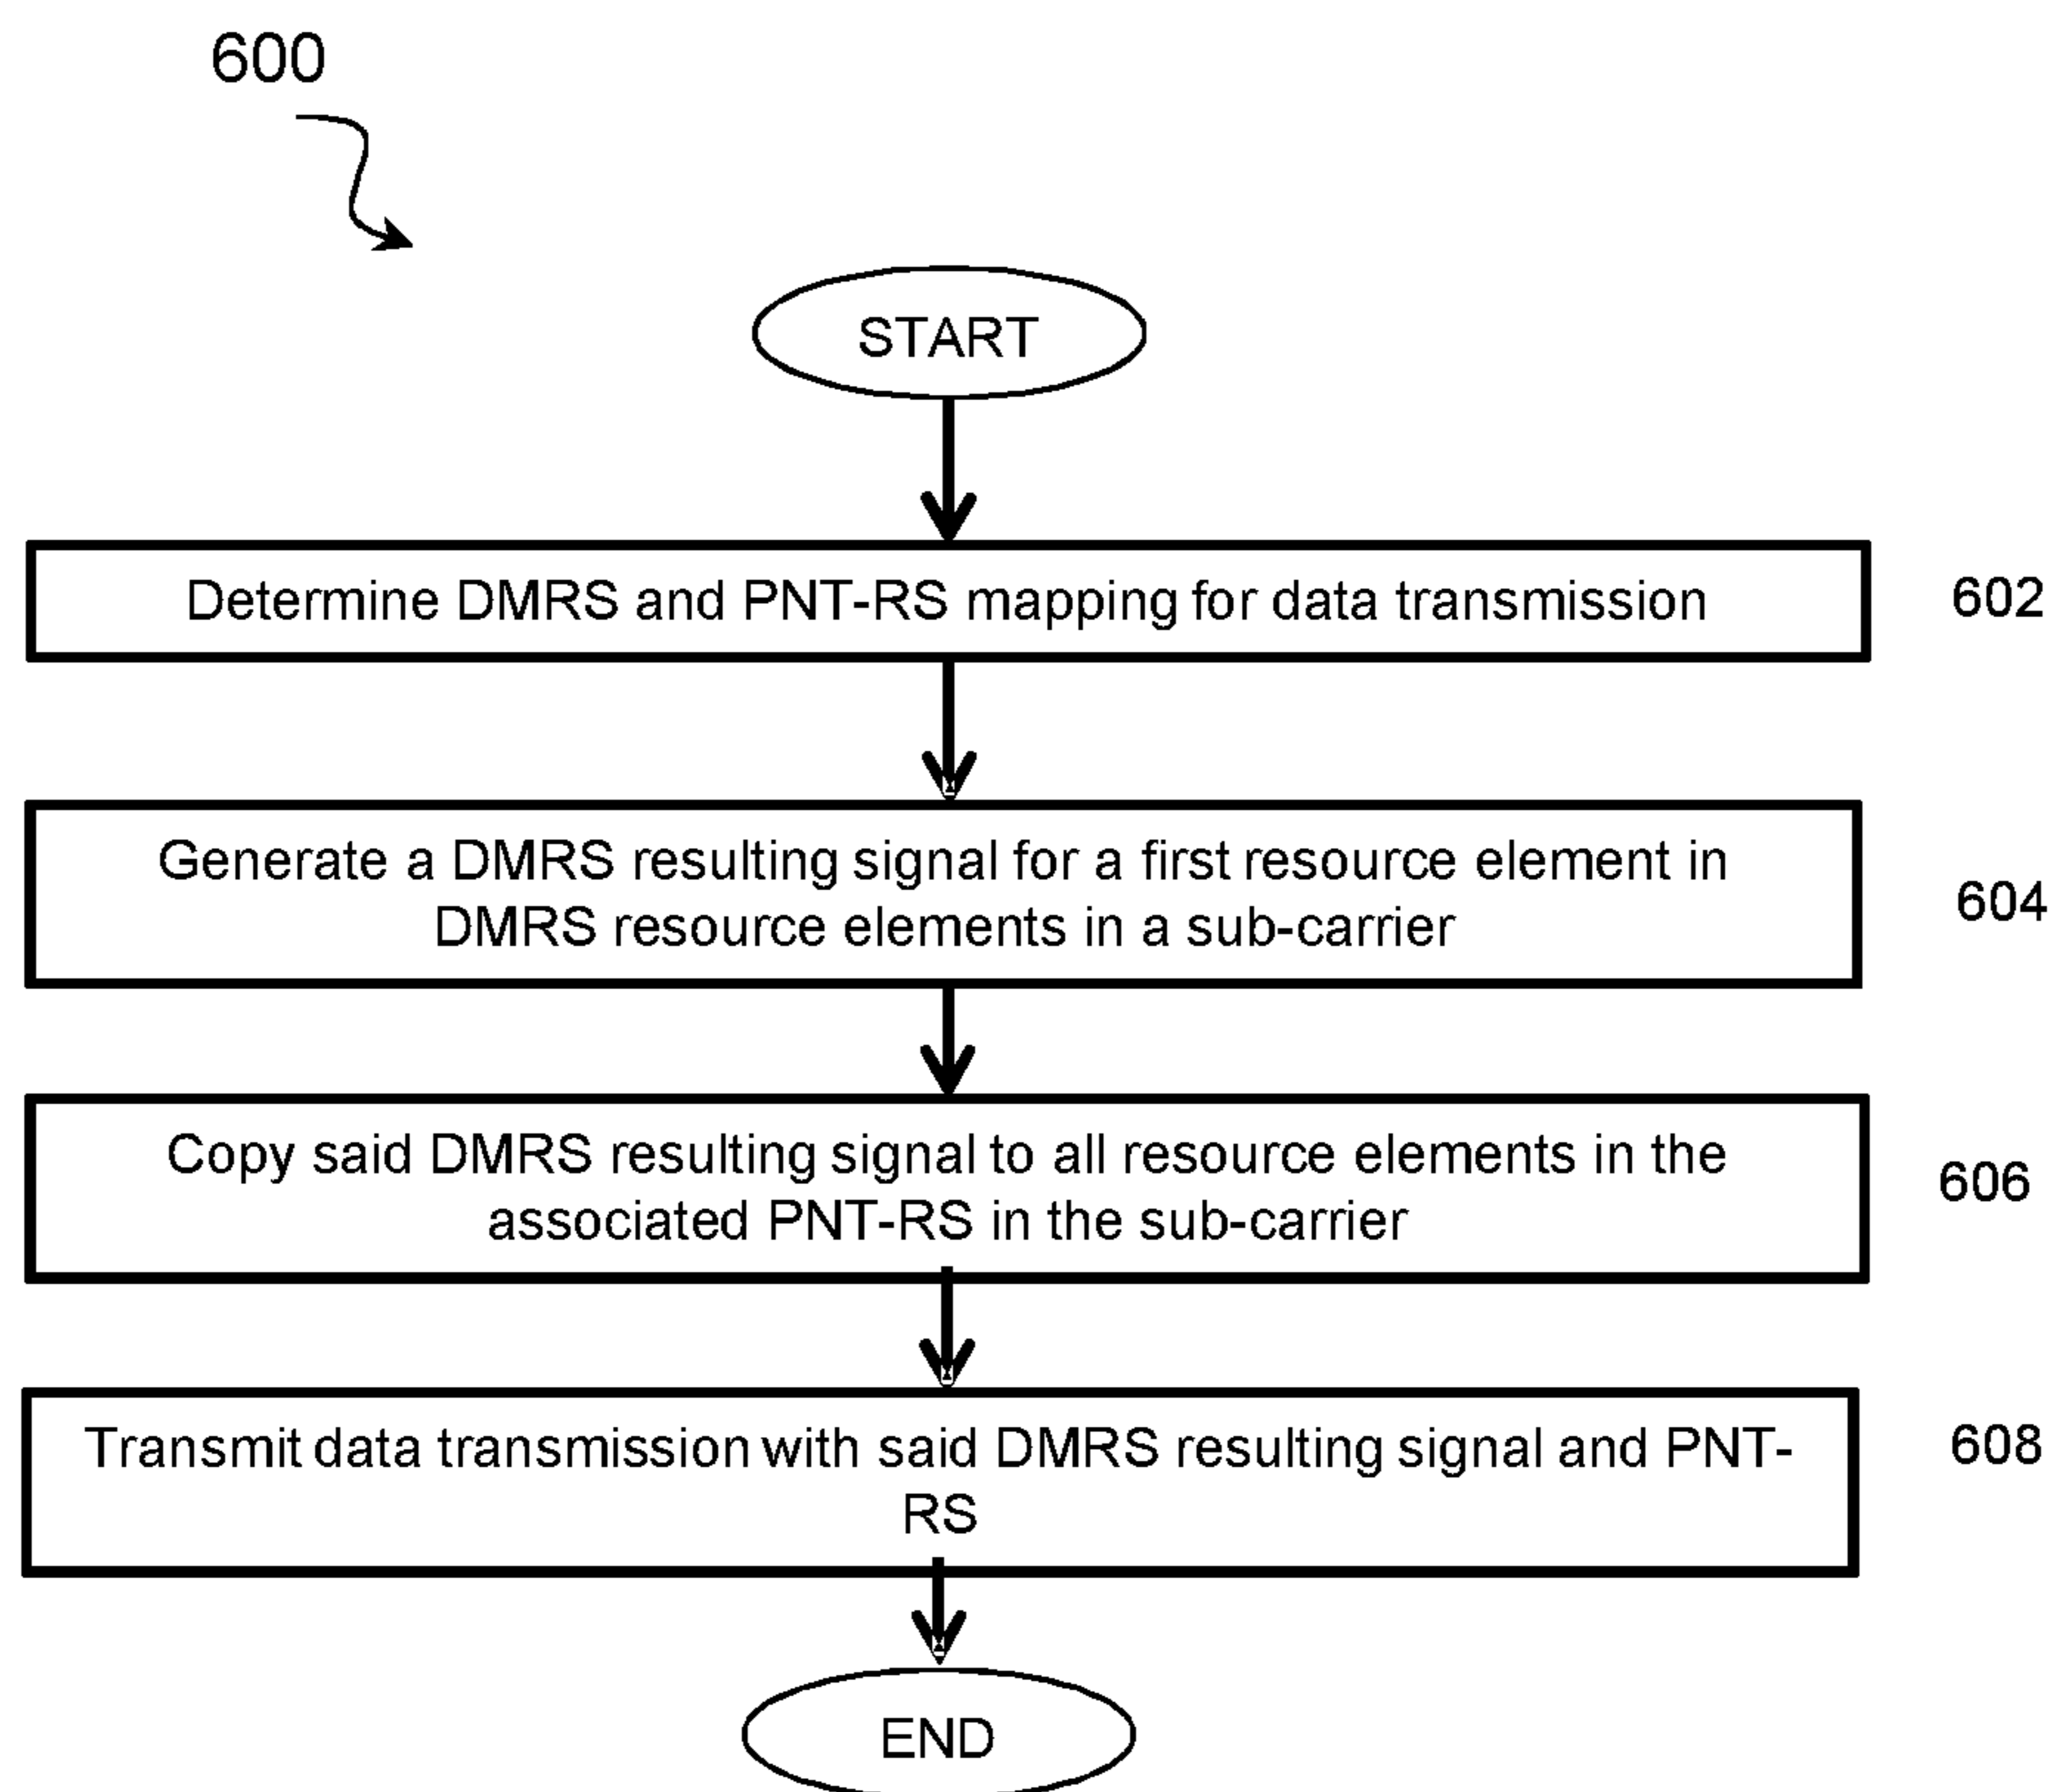 600
START
Determine DMRS and PNT-RS mapping for data transmission
602
Generate a DMRS resulting signal for a first resource element in
DMRS resource elements in a sub-carrier
604
Copy said DMRS resulting signal to all resource elements in the
associated PNT-RS in the sub-carrier
606
Transmit data transmission with said DMRS resulting signal and PNT-
RS
608
END